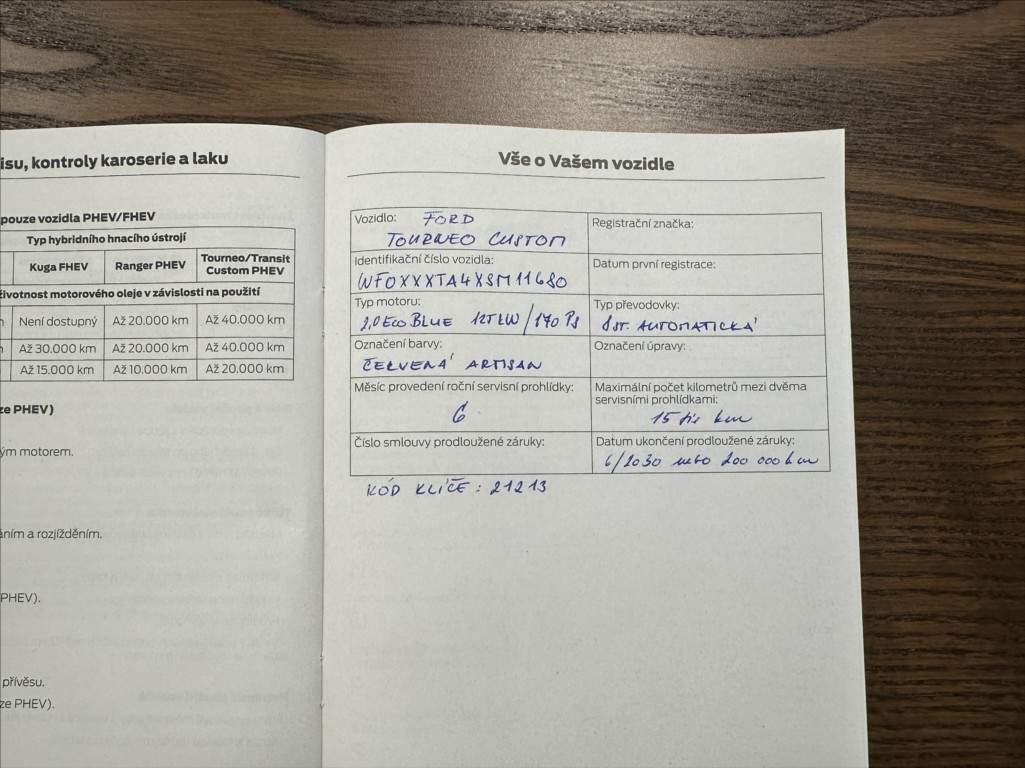 isu, kontroly karoserie a laku
pouze vozidla PHEV/FHEV
Typ hybridního hnacího ústrojí
Kuga FHEV Ranger PHEV Tourneo/Transit Custom PHEV
životnost motorového oleje v závislosti na použití
Není dostupný Až 20.000 km Až 40.000 km
Až 30.000 km Až 20.000 km Až 40.000 km
Až 15.000 km Až 10.000 km Až 20.000 km
ze PHEV)
ým motorem.
áním a rozjížděním.
PHEV).
přívěsu.
ze PHEV).
Vše o Vašem vozidle
Vozidlo: FORD
TOURNEO CUSTOM
Registrační značka:
Identifikační číslo vozidla:
WF0XXXTA4XSM11680
Datum první registrace:
Typ motoru:
2,0 ECO BLUE 125 kW/170 PS
Typ převodovky:
8 ST. AUTOMATICKÁ
Označení barvy:
ČERVENÁ ARTISAN
Označení úpravy:
Měsíc provedení roční servisní prohlídky:
6
Maximální počet kilometrů mezi dvěma
servisními prohlídkami:
15 tis km
Číslo smlouvy prodloužené záruky:
Datum ukončení prodloužené záruky:
6/2030 nebo 200 000 km
KÓD KLÍČE: 21213